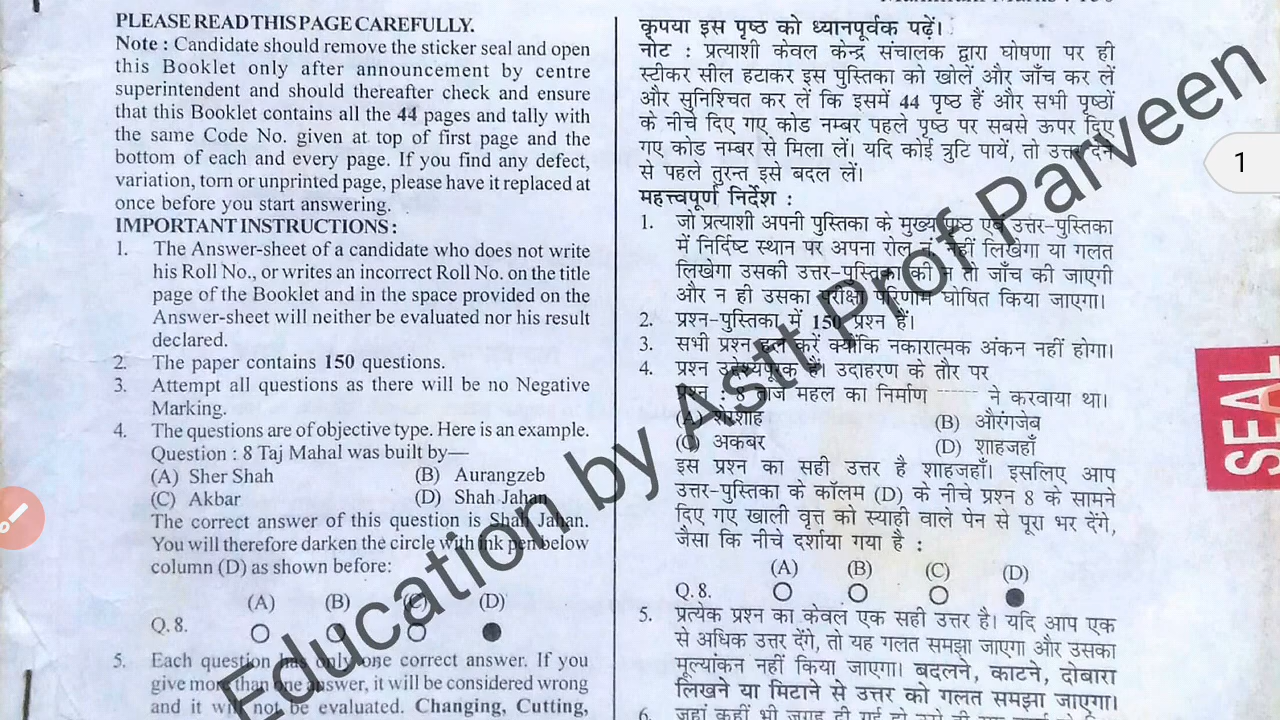 PLEASE READ THIS PAGE CAREFULLY.
Note : Candidate should remove the sticker seal and open
this Booklet only after announcement by centre
superintendent and should thereafter check and ensure
that this Booklet contains all the 44 pages and tally with
the same Code No. given at top of first page and the
bottom of each and every page. If you find any defect,
variation, torn or unprinted page, please have it replaced at
once before you start answering.
IMPORTANT INSTRUCTIONS :
1. The Answer-sheet of a candidate who does not write
his Roll No., or writes an incorrect Roll No. on the title
page of the Booklet and in the space provided on the
Answer-sheet will neither be evaluated nor his result
declared.
2. The paper contains 150 questions.
3. Attempt all questions as there will be no Negative
Marking.
4. The questions are of objective type. Here is an example.
Question : 8 Taj Mahal was built by—
(A) Sher Shah (B) Aurangzeb
(C) Akbar (D) Shah Jahan
The correct answer of this question is Shah Jahan.
You will therefore darken the circle with ink pen below
column (D) as shown before:
(A) (B) (C) (D)
Q. 8.
5. Each question has only one correct answer. If you
give more than one answer, it will be considered wrong
and it will not be evaluated. Changing, Cutting,
कृपया इस पृष्ठ को ध्यानपूर्वक पढ़ें।
नोट : प्रत्याशी केवल केन्द्र संचालक द्वारा घोषणा पर ही
स्टीकर सील हटाकर इस पुस्तिका को खोलें और जाँच कर लें
और सुनिश्चित कर लें कि इसमें 44 पृष्ठ हैं और सभी पृष्ठों
के नीचे दिए गए कोड नम्बर पहले पृष्ठ पर सबसे ऊपर दिए
गए कोड नम्बर से मिला लें। यदि कोई त्रुटि पायें, तो उत्तर देने
से पहले तुरन्त इसे बदल लें।
महत्त्वपूर्ण निर्देश :
1. जो प्रत्याशी अपनी पुस्तिका के मुख्य पृष्ठ एवं उत्तर-पुस्तिका
में निर्दिष्ट स्थान पर अपना रोल नं. नहीं लिखेगा या गलत
लिखेगा उसकी उत्तर-पुस्तिका की न तो जाँच की जाएगी
और न ही उसका परीक्षा परिणाम घोषित किया जाएगा।
2. प्रश्न-पुस्तिका में 150 प्रश्न हैं।
3. सभी प्रश्न हल करें क्योंकि नकारात्मक अंकन नहीं होगा।
4. प्रश्न उद्देश्यपूरक हैं। उदाहरण के तौर पर
प्रश्न : 8 ताज महल का निर्माण ------ ने करवाया था।
(A) शेरशाह (B) औरंगजेब
(C) अकबर (D) शाहजहाँ
इस प्रश्न का सही उत्तर है शाहजहाँ। इसलिए आप
उत्तर-पुस्तिका के कॉलम (D) के नीचे प्रश्न 8 के सामने
दिए गए खाली वृत्त को स्याही वाले पेन से पूरा भर देंगे,
जैसा कि नीचे दर्शाया गया है :
(A) (B) (C) (D)
Q. 8.
5. प्रत्येक प्रश्न का केवल एक सही उत्तर है। यदि आप एक
से अधिक उत्तर देंगे, तो यह गलत समझा जाएगा और उसका
मूल्यांकन नहीं किया जाएगा। बदलने, काटने, दोबारा
लिखने या मिटाने से उत्तर को गलत समझा जाएगा।
Education by Astt Prof Parveen
1
SEAL